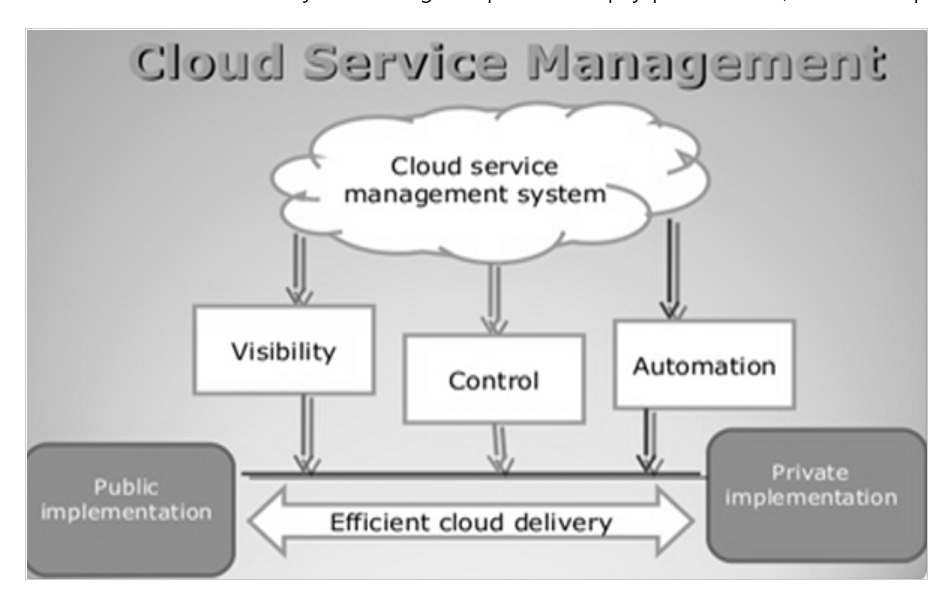 Cloud Service Management
Cloud service
management system
Visibility
Control
Automation
Public
implementation
Private
implementation
Efficient cloud delivery